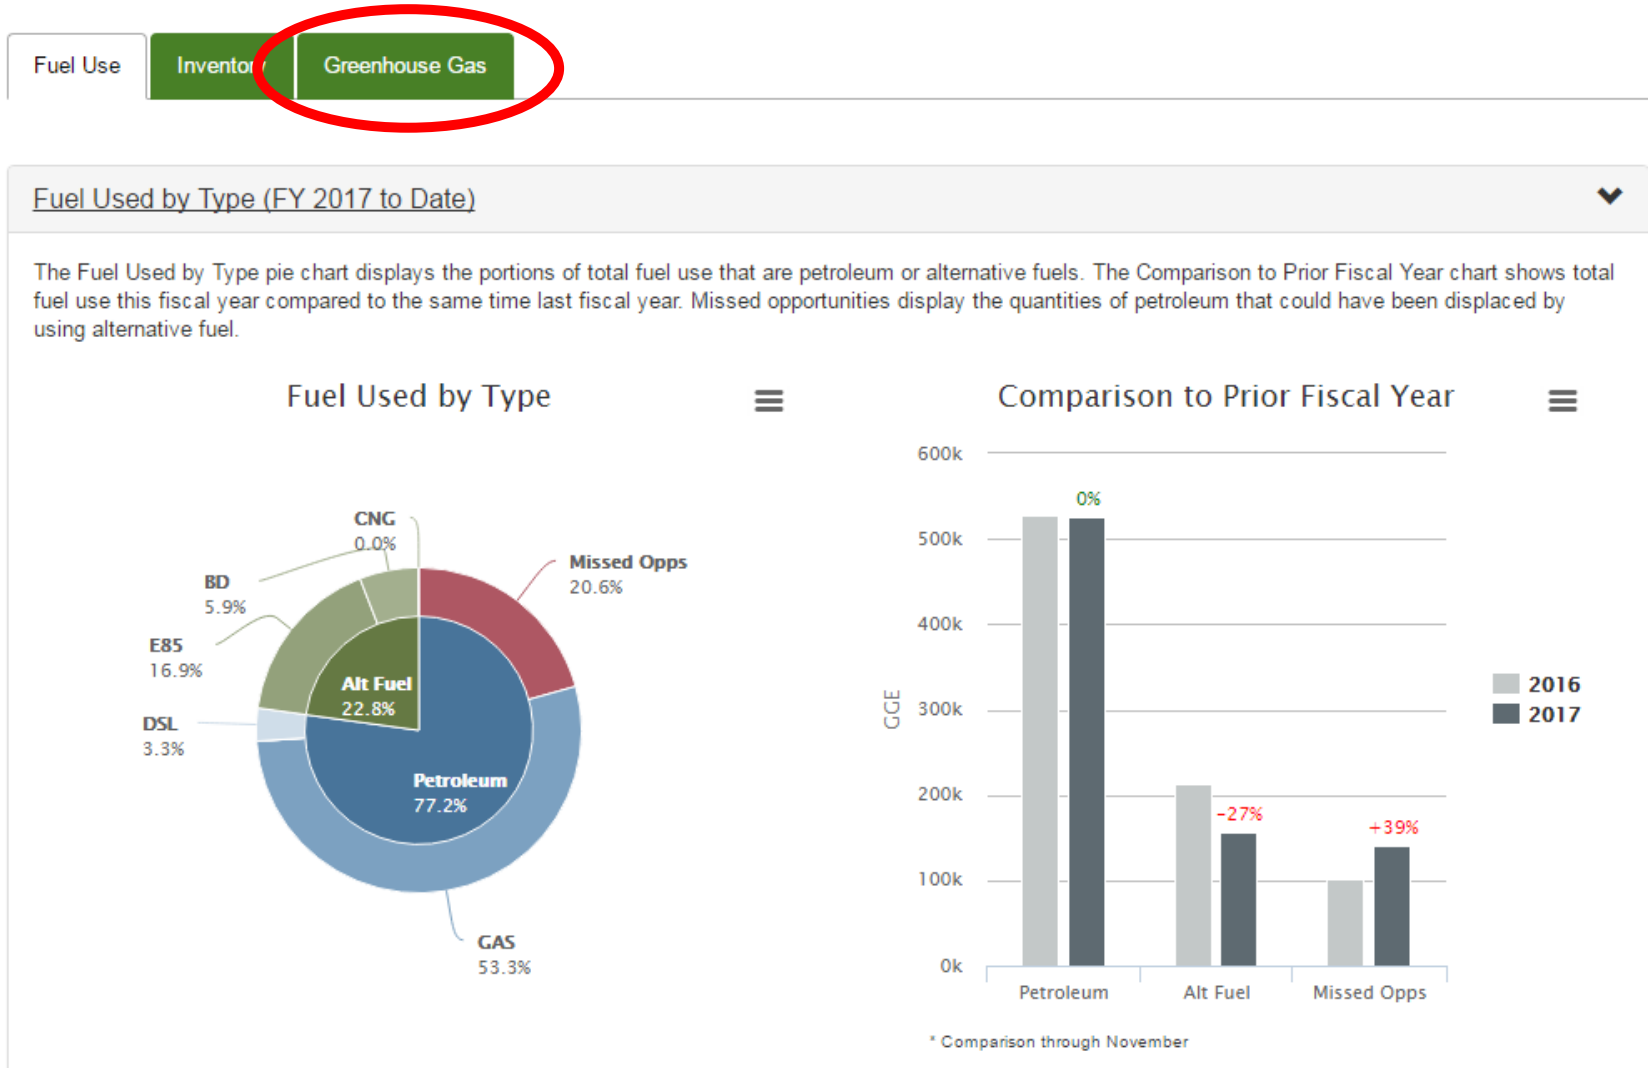 Fuel Use
Inventory
Greenhouse Gas
Fuel Used by Type (FY 2017 to Date)
The Fuel Used by Type pie chart displays the portions of total fuel use that are petroleum or alternative fuels. The Comparison to Prior Fiscal Year chart shows total
fuel use this fiscal year compared to the same time last fiscal year. Missed opportunities display the quantities of petroleum that could have been displaced by
using alternative fuel.
Fuel Used by Type
CNG
0.0%
BD
5.9%
E85
16.9%
DSL
3.3%
Missed Opps
20.6%
Alt Fuel
22.8%
Petroleum
77.2%
GAS
53.3%
Comparison to Prior Fiscal Year
600k
500k
400k
300k
200k
100k
0k
GGE
0%
-27%
+39%
Petroleum
Alt Fuel
Missed Opps
2016
2017
* Comparison through November